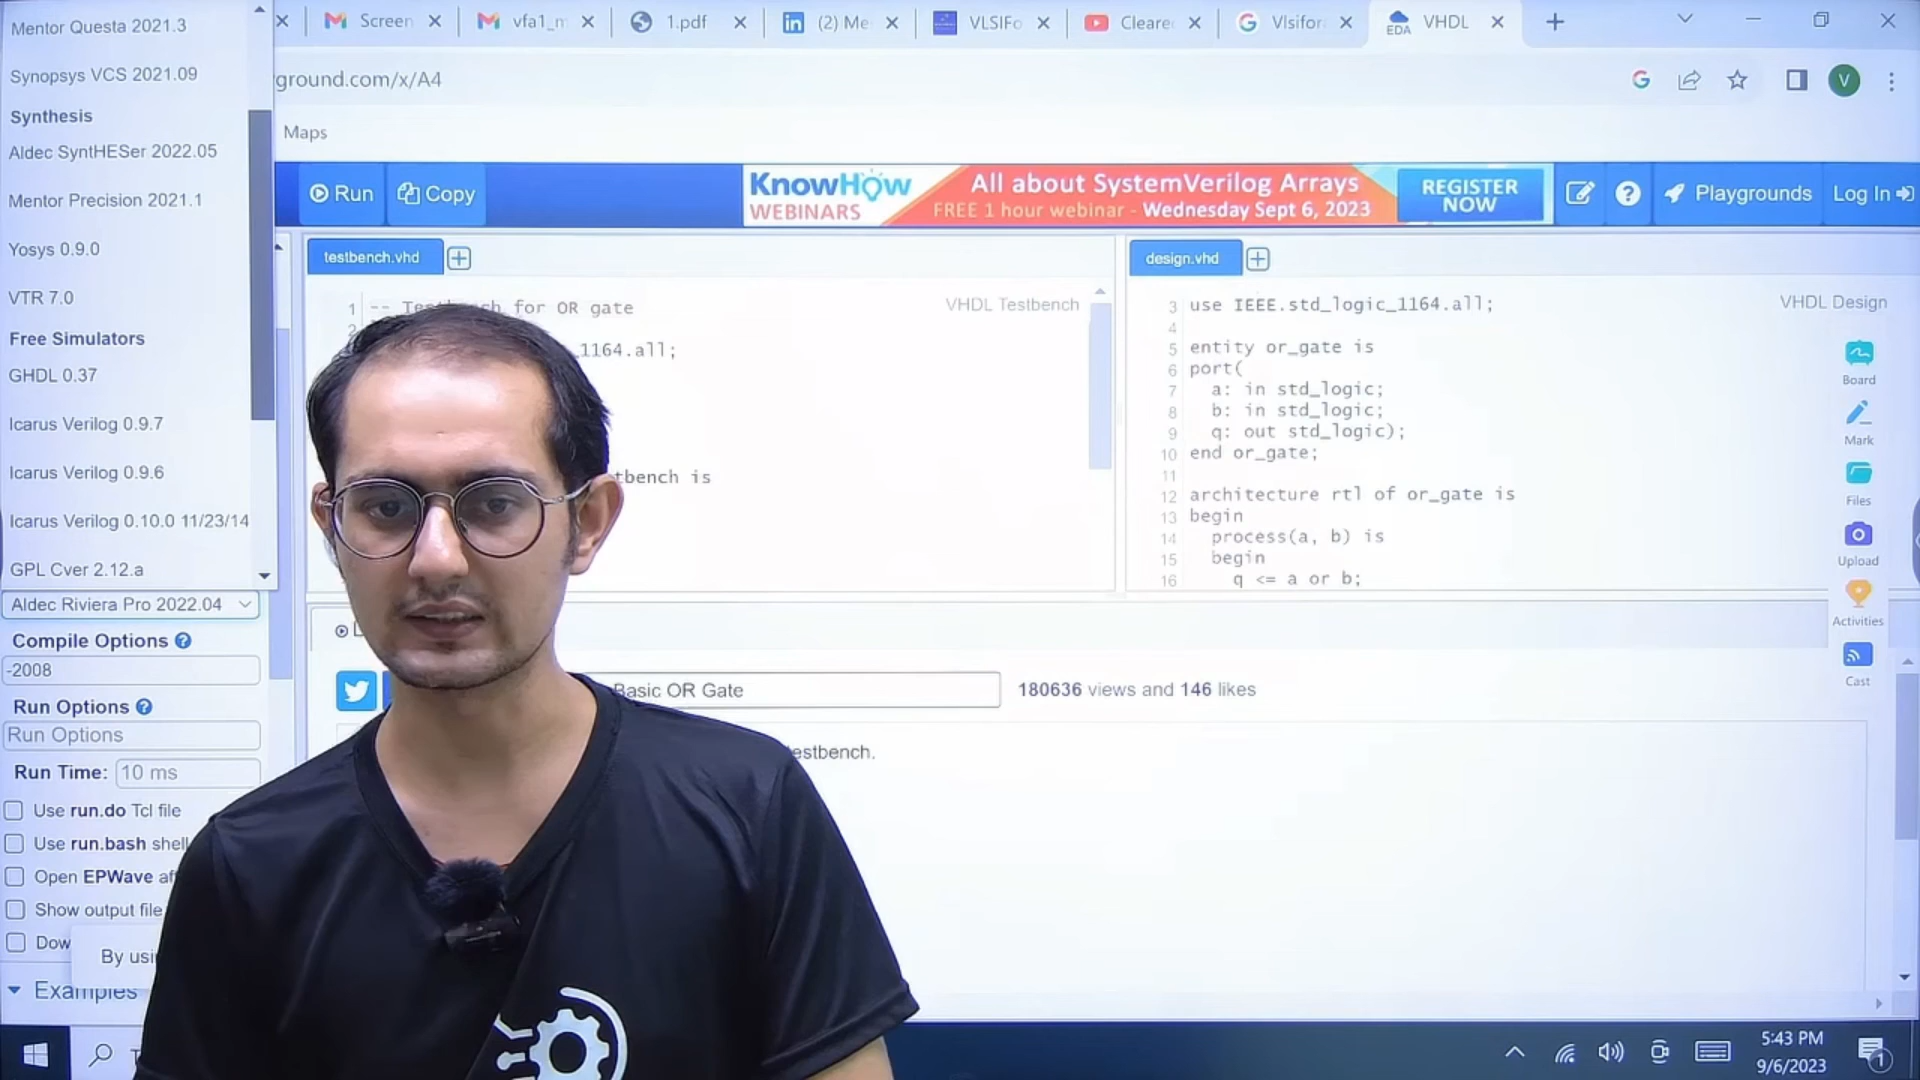 Mentor Questa 2021.3
Synopsys VCS 2021.09
Synthesis
Aldec SyntHESer 2022.05
Mentor Precision 2021.1
Yosys 0.9.0
VTR 7.0
Free Simulators
GHDL 0.37
Icarus Verilog 0.9.7
Icarus Verilog 0.9.6
Icarus Verilog 0.10.0 11/23/14
GPL Cver 2.12.a
Aldec Riviera Pro 2022.04
Compile Options
-2008
Run Options
Run Options
Run Time: 10 ms
Use run.do Tcl file
Use run.bash shell
Open EPWave af
Show output file
Dow
By usi
Examples
Screen
vfa1_m
1.pdf
(2) Me
VLSIFo
Cleare
Vlsifor
EDA
VHDL
ground.com/x/A4
V
Maps
Run
Copy
KnowHow
WEBINARS
All about SystemVerilog Arrays
FREE 1 hour webinar - Wednesday Sept 6, 2023
REGISTER
NOW
Playgrounds
Log In
testbench.vhd
1 -- Testbench for OR gate
VHDL Testbench
2
_1164.all;
tbench is
design.vhd
VHDL Design
3 use IEEE.std_logic_1164.all;
4
5 entity or_gate is
6 port(
7 a: in std_logic;
8 b: in std_logic;
9 q: out std_logic);
10 end or_gate;
11
12 architecture rtl of or_gate is
13 begin
14 process(a, b) is
15 begin
16 q <= a or b;
Board
Mark
Files
Upload
Activities
Cast
Basic OR Gate
180636 views and 146 likes
estbench.
5:43 PM
9/6/2023
1